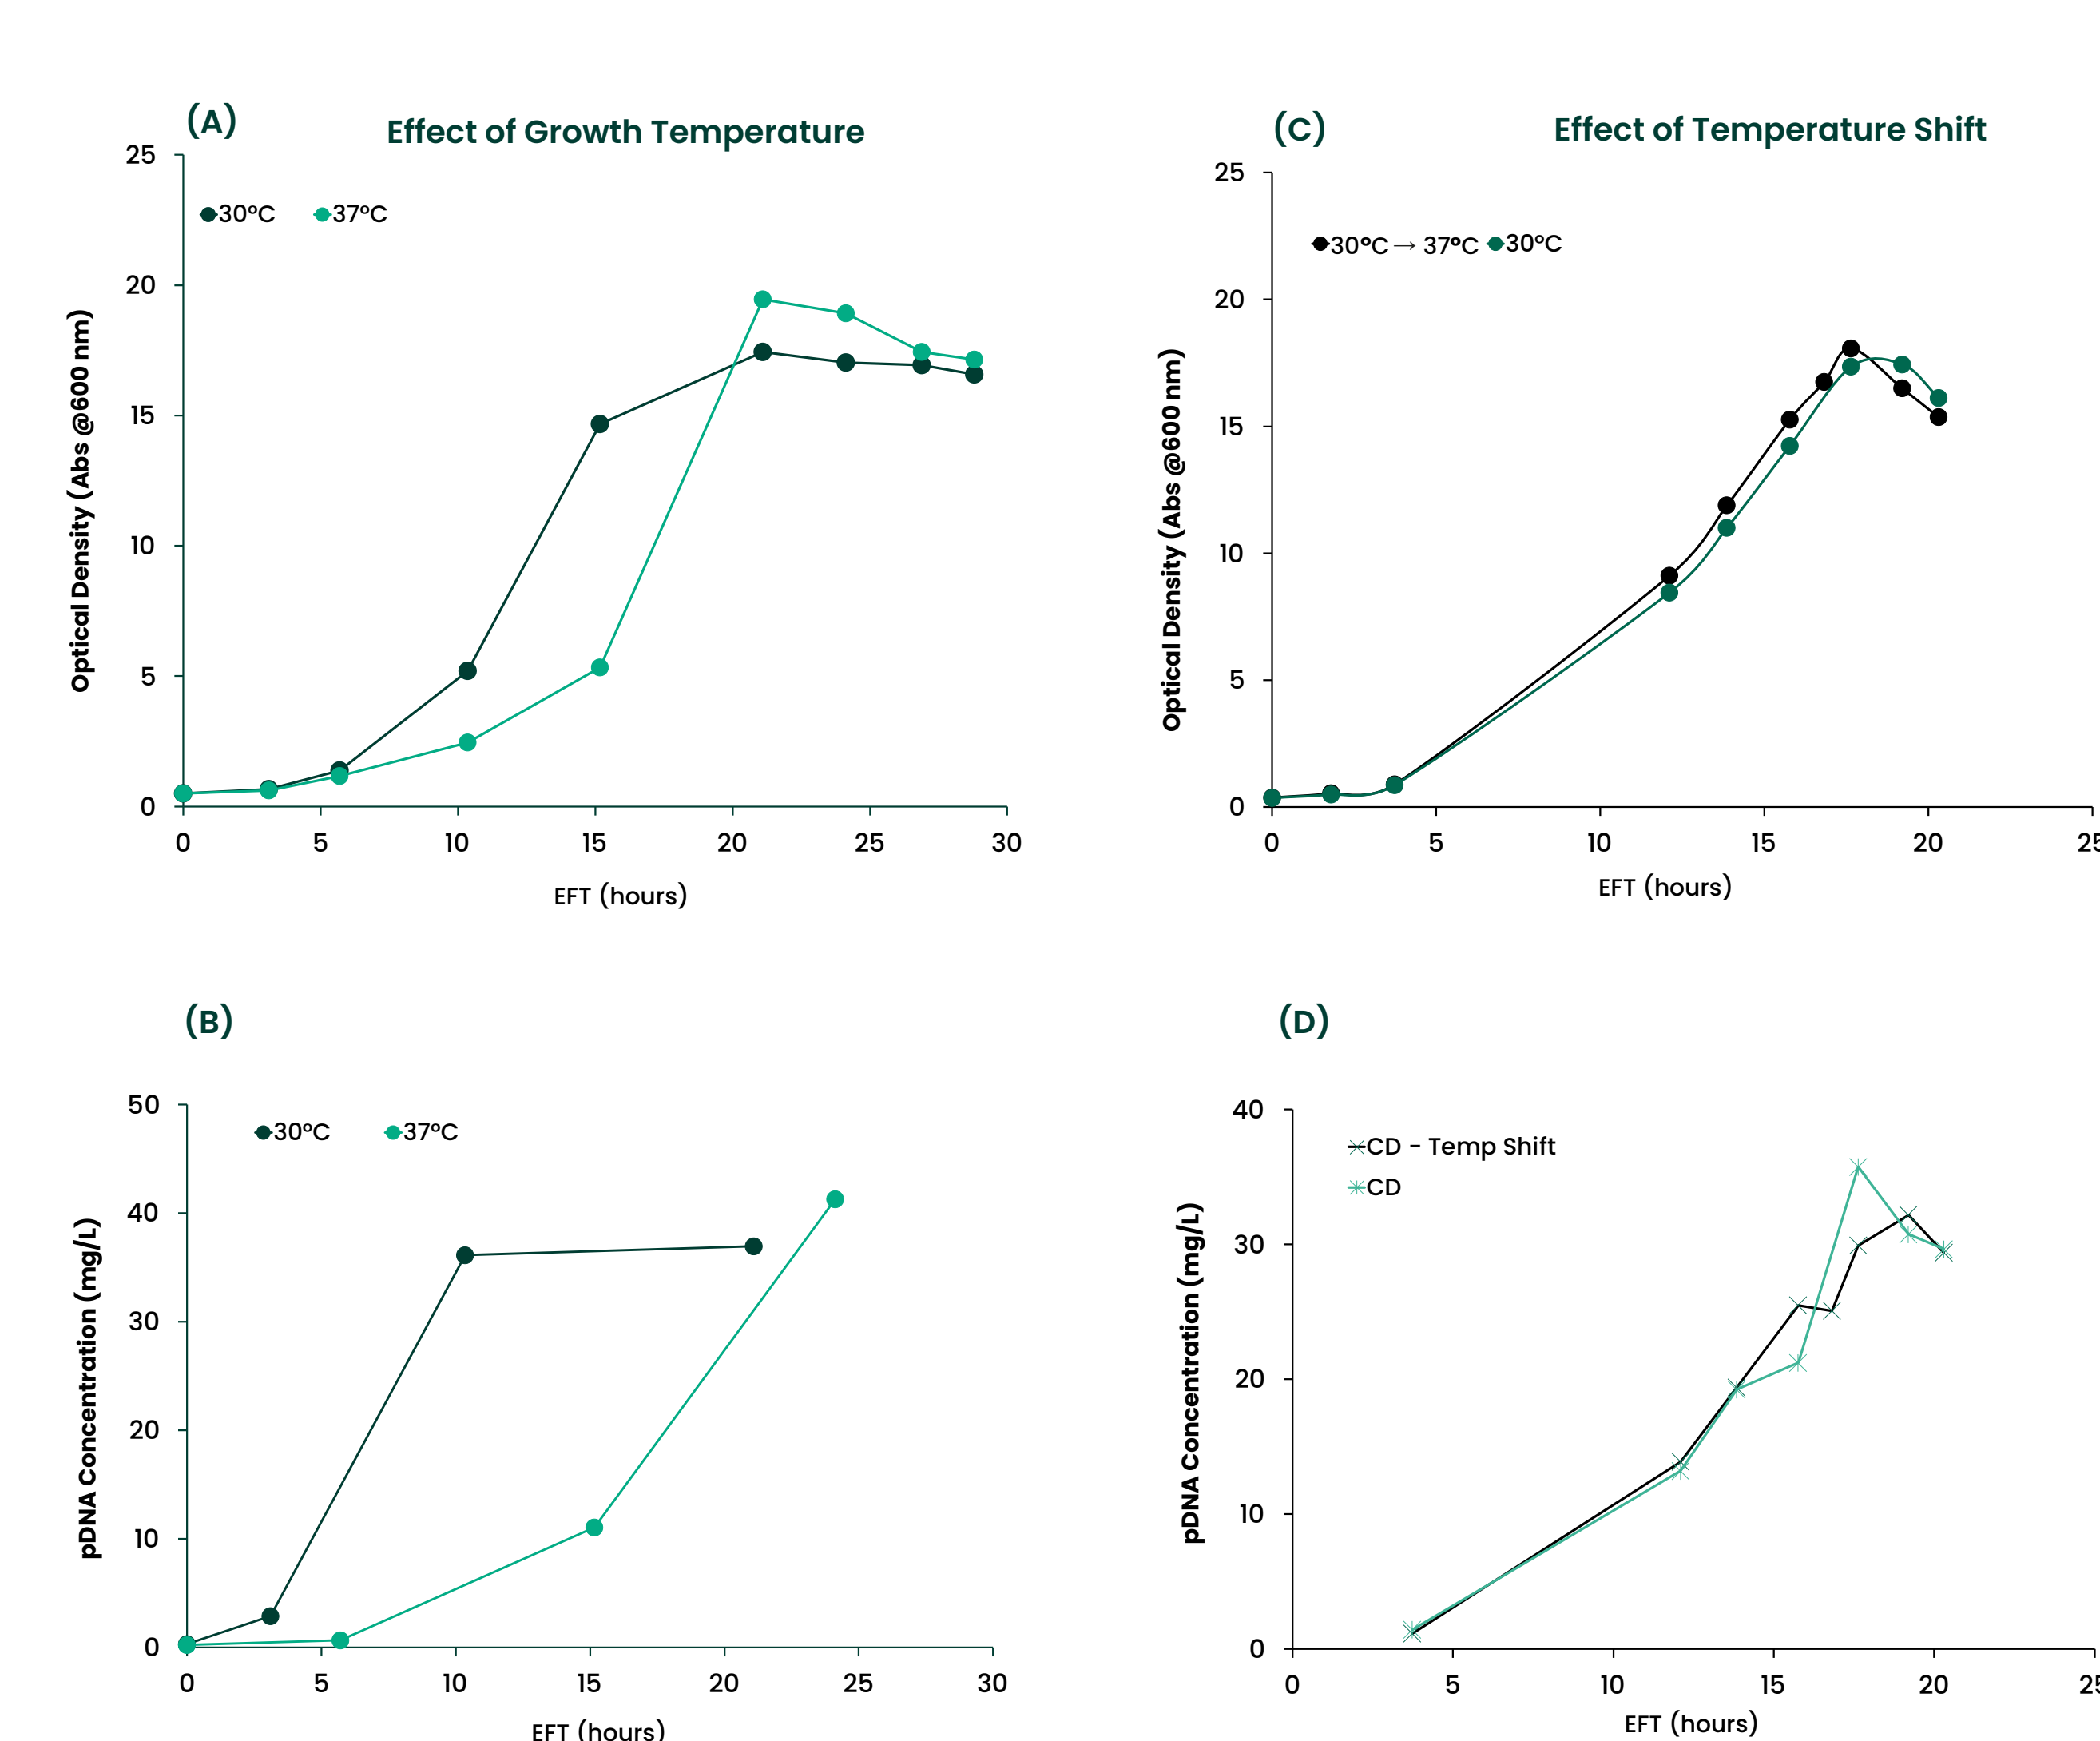 (A)
Effect of Growth Temperature
25
20
15
10
5
0
30°C
37°C
Optical Density (Abs @600 nm)
0 5 10 15 20 25 30
EFT (hours)
(C)
Effect of Temperature Shift
25
20
15
10
5
0
30°C → 37°C
30°C
Optical Density (Abs @600 nm)
0 5 10 15 20 25
EFT (hours)
(B)
50
40
30
20
10
0
30°C
37°C
pDNA Concentration (mg/L)
0 5 10 15 20 25 30
EFT (hours)
(D)
40
30
20
10
0
CD - Temp Shift
CD
pDNA Concentration (mg/L)
0 5 10 15 20 25
EFT (hours)